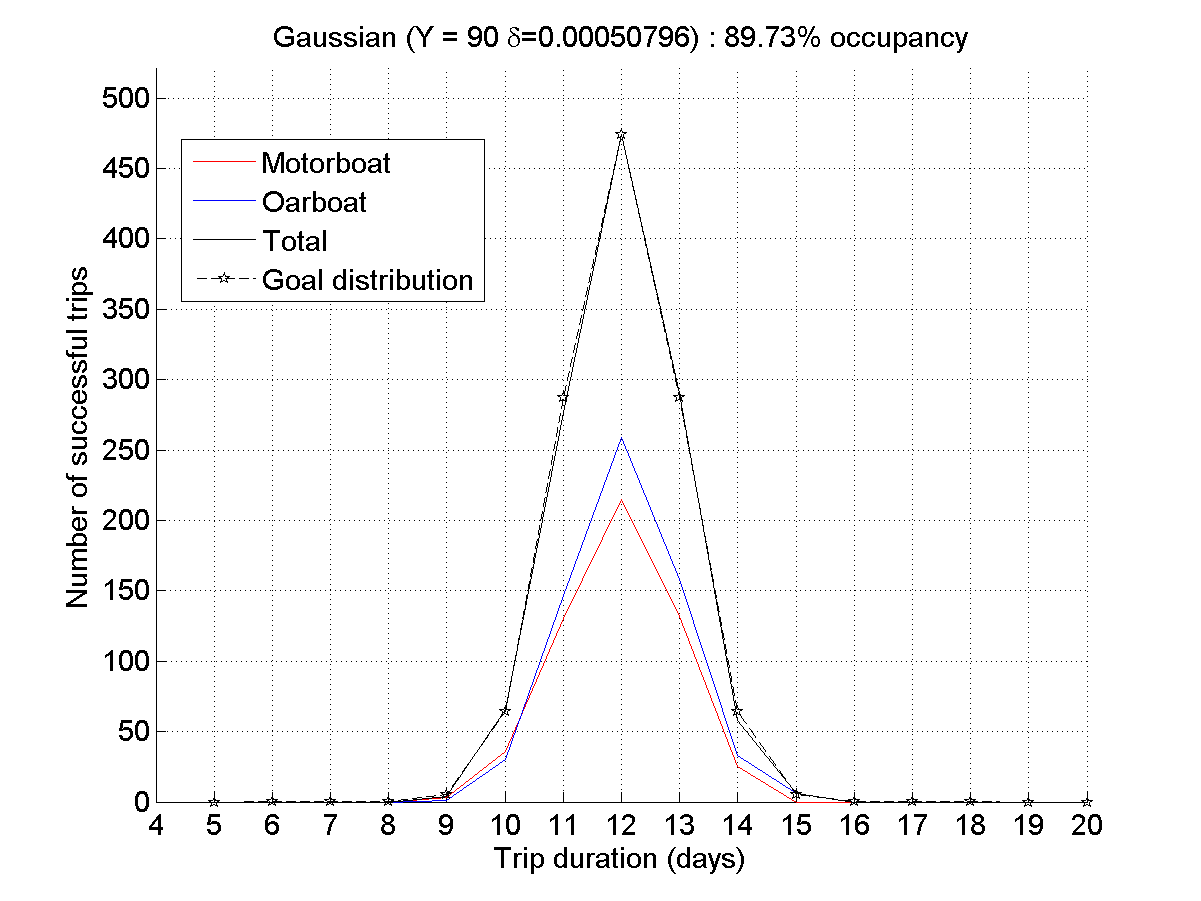 Gaussian (Y = 90 δ=0.00050796) : 89.73% occupancy
500
450
400
350
300
250
200
150
100
50
0
Number of successful trips
Motorboat
Oarboat
Total
Goal distribution
4 5 6 7 8 9 10 11 12 13 14 15 16 17 18 19 20
Trip duration (days)